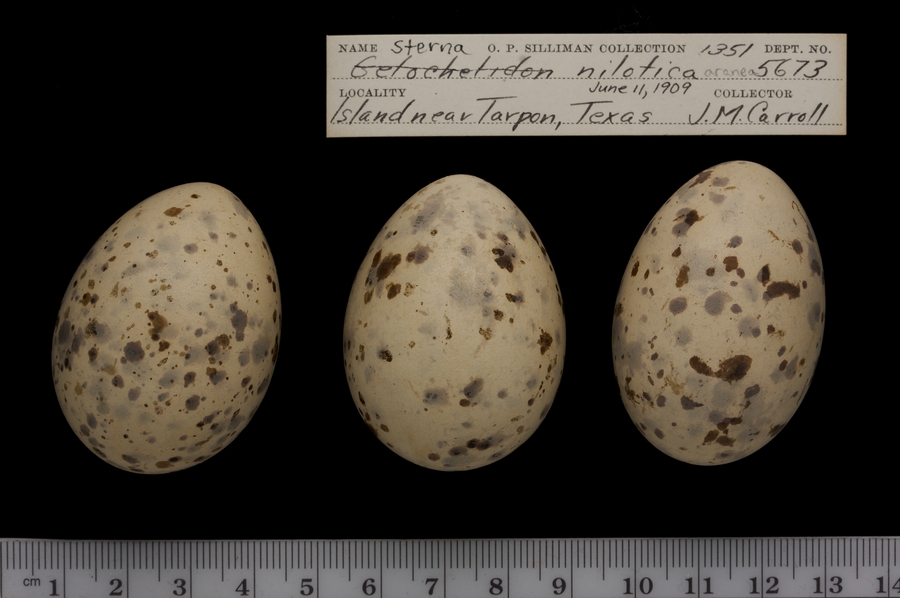 NAME Sterna O. P. SILLIMAN COLLECTION 1351 DEPT. NO.
Gelochelidon nilotica aranea 5673
LOCALITY June 11, 1909 COLLECTOR
Island near Tarpon, Texas J. M. Carroll
cm 1 2 3 4 5 6 7 8 9 10 11 12 13 14